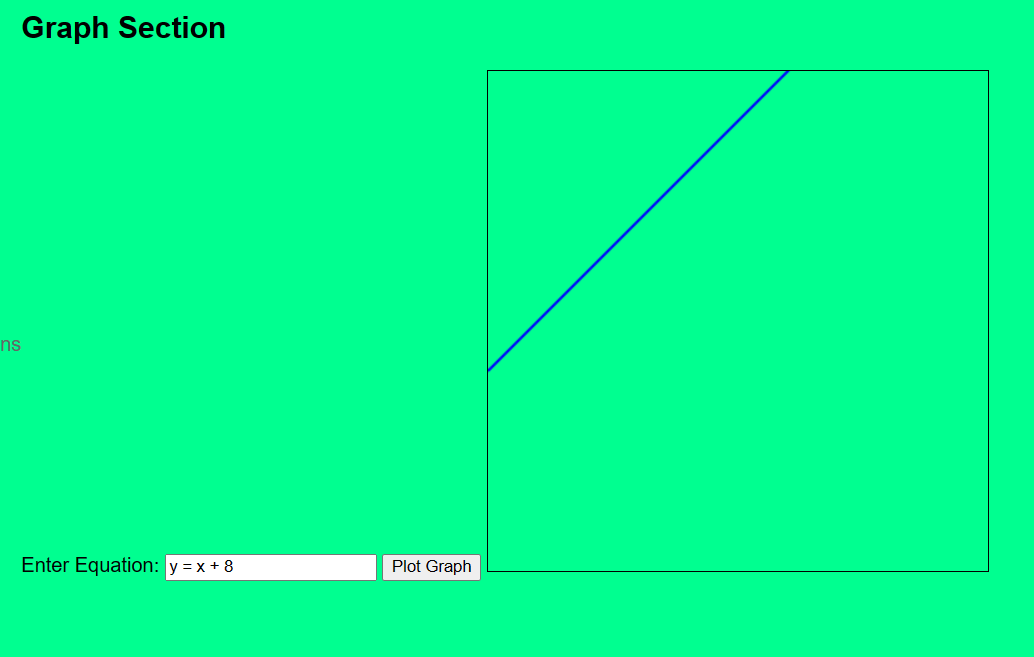 Graph Section
ns
Enter Equation: y = x + 8 Plot Graph